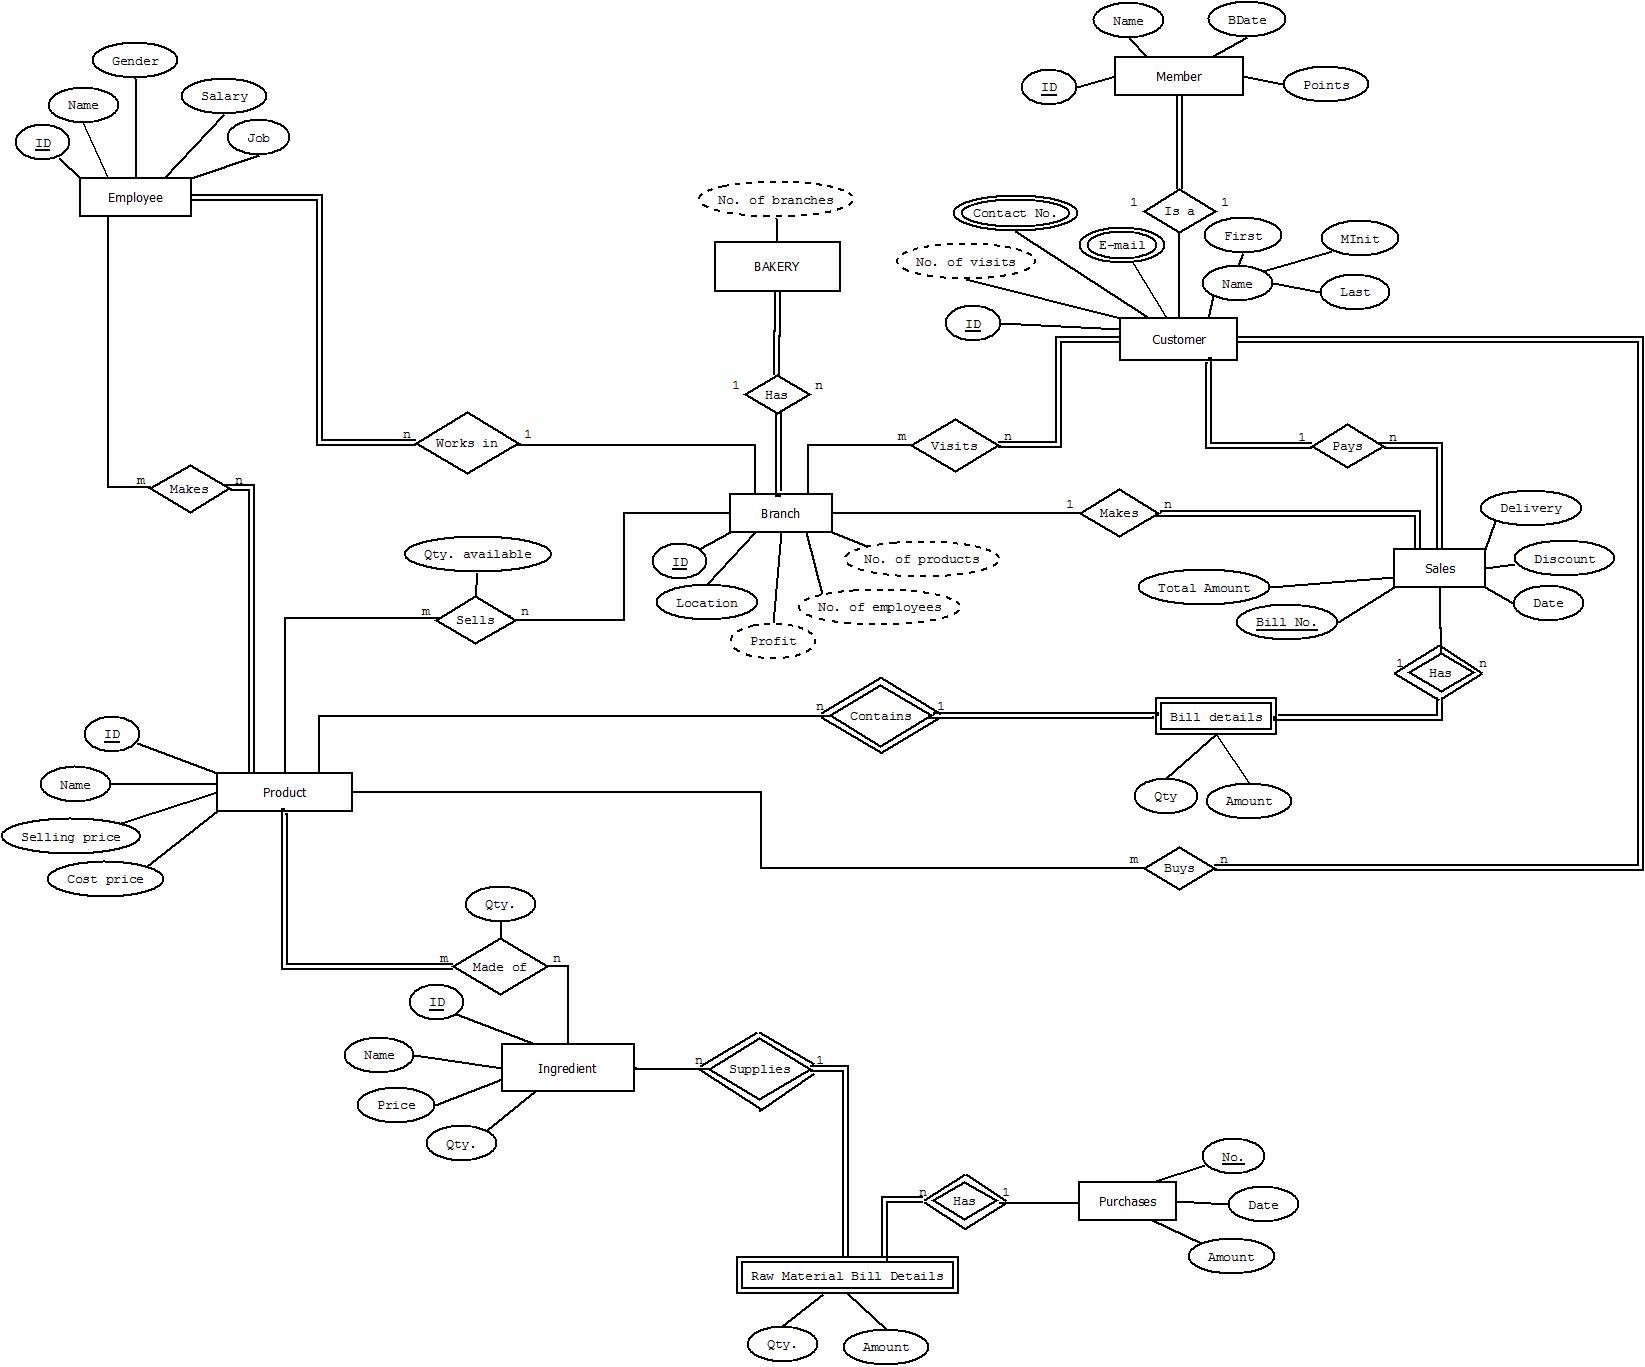 Name
BDate
Member
ID
Points
Gender
Name
Salary
ID
Job
Employee
No. of branches
BAKERY
1
Is a
1
Contact No.
E-mail
No. of visits
First
MInit
Name
Last
ID
Customer
1
Has
n
n
Works in
1
m
Visits
n
1
Pays
n
m
Makes
n
Branch
1
Makes
n
Delivery
Discount
Sales
Total Amount
Date
Bill No.
Qty. available
ID
No. of products
Location
No. of employees
Profit
m
Sells
n
1
Has
n
n
Contains
1
Bill details
Qty
Amount
ID
Name
Product
Selling price
Cost price
m
Buys
n
Qty.
m
Made of
n
ID
Name
Ingredient
Price
Qty.
n
Supplies
1
No.
n
Has
1
Purchases
Date
Amount
Raw Material Bill Details
Qty.
Amount